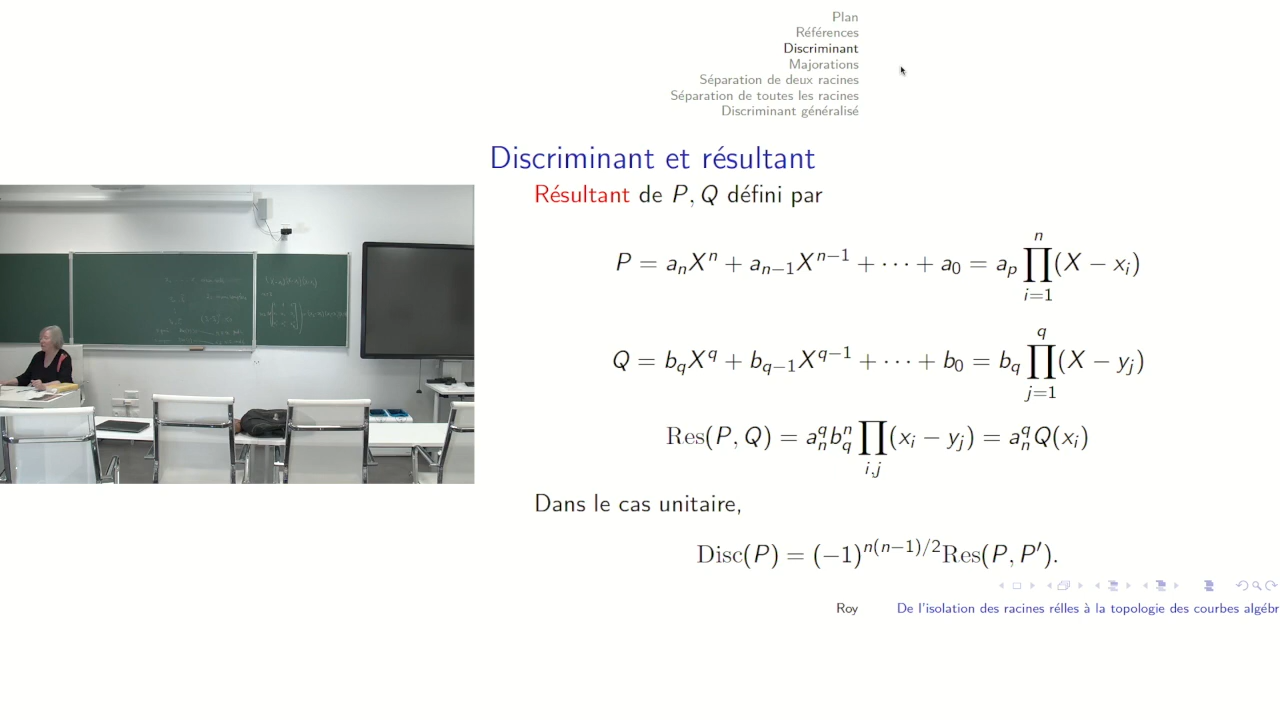 Plan
Références
Discriminant
Majorations
Séparation de deux racines
Séparation de toutes les racines
Discriminant généralisé
Discriminant et résultant
Résultant de P, Q défini par
P = a_n X^n + a_{n−1} X^{n−1} + ··· + a_0 = a_p ∏_{i=1}^{n} (X − x_i)
Q = b_q X^q + b_{q−1} X^{q−1} + ··· + b_0 = b_q ∏_{j=1}^{q} (X − y_j)
Res(P, Q) = a_n^q b_q^n ∏_{i,j} (x_i − y_j) = a_n^q Q(x_i)
Dans le cas unitaire,
Disc(P) = (−1)^{n(n−1)/2} Res(P, P′).
Roy De l'isolation des racines rélles à la topologie des courbes algébr